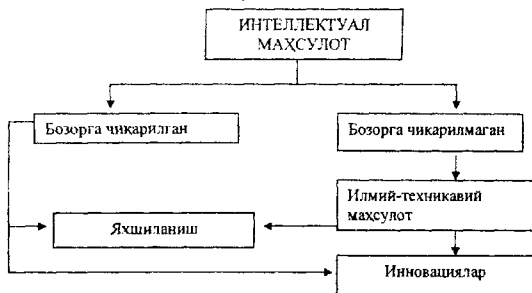 ИНТЕЛЛЕКТУАЛ
МАҲСУЛОТ
Бозорга чиқарилган
Бозорга чиқарилмаган
Илмий-техникавий
маҳсулот
Яхшиланиш
Инновациялар